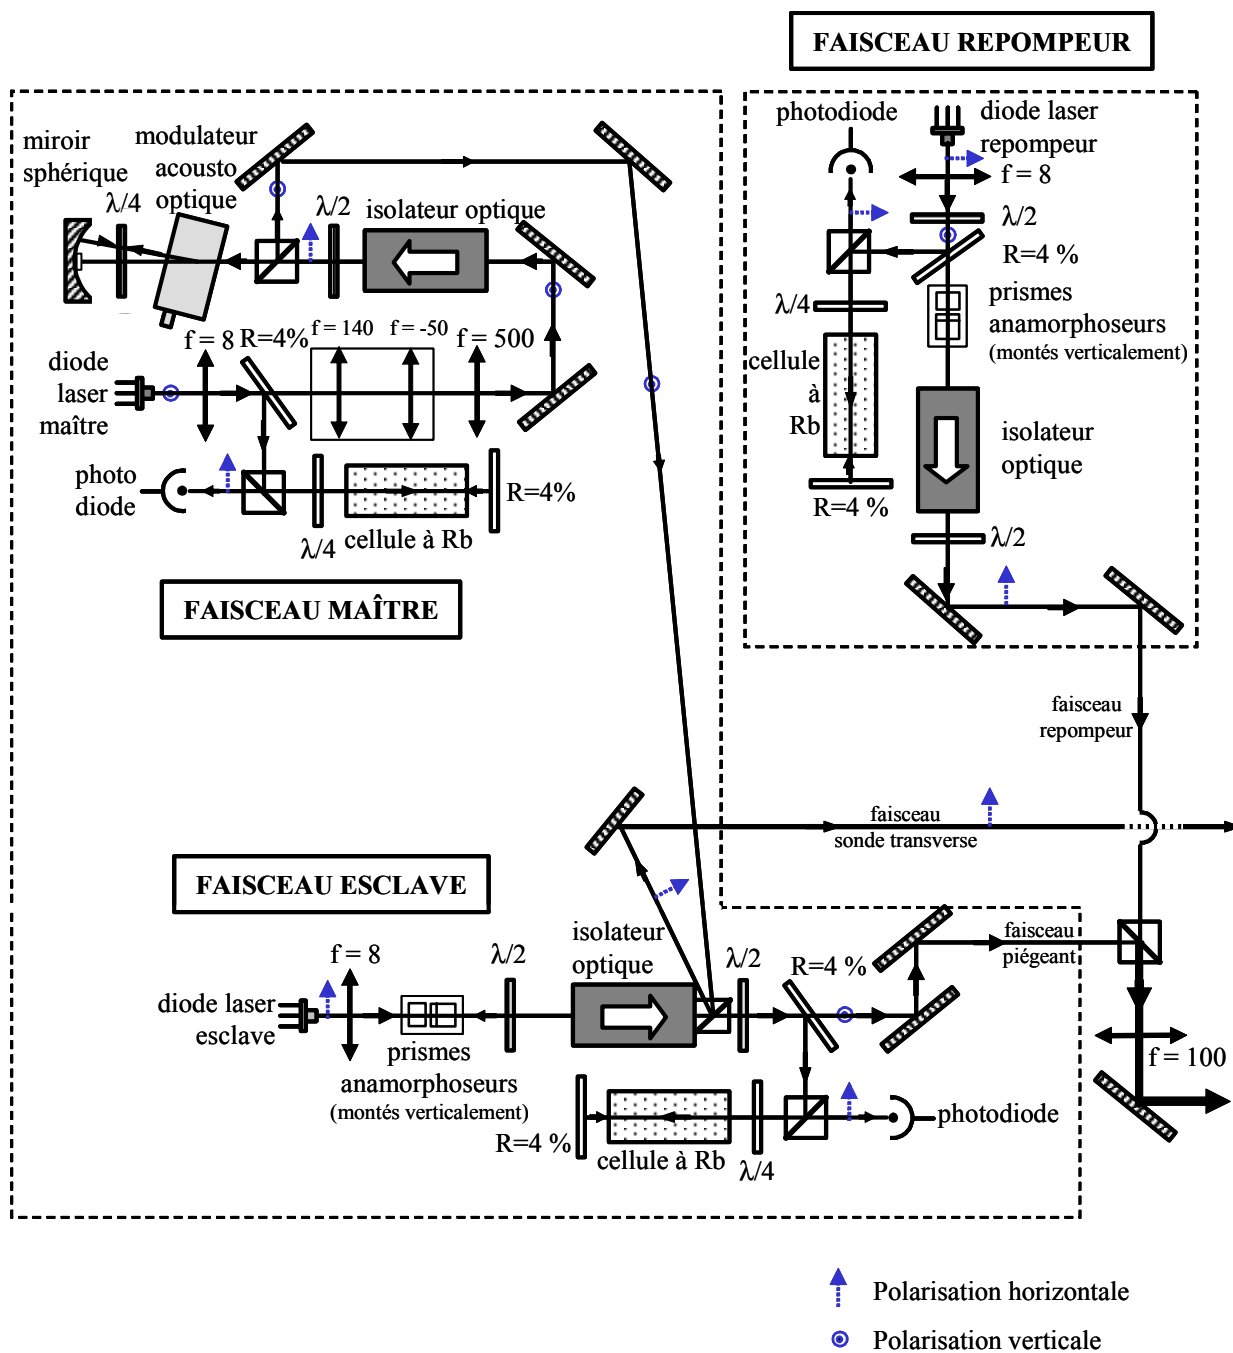 FAISCEAU REPOMPEUR
photodiode
diode laser
repompeur
f = 8
λ/2
R=4 %
prismes
anamorphoseurs
(montés verticalement)
λ/4
cellule
à
Rb
R=4 %
isolateur
optique
λ/2
faisceau
repompeur
miroir
sphérique
modulateur
acousto
optique
λ/4
λ/2
isolateur optique
f = 8
R=4%
f = 140
f = -50
f = 500
diode
laser
maître
photo
diode
λ/4
cellule à Rb
R=4%
FAISCEAU MAÎTRE
faisceau
sonde transverse
FAISCEAU ESCLAVE
isolateur
optique
f = 8
λ/2
λ/2
R=4 %
faisceau
piégeant
diode laser
esclave
prismes
anamorphoseurs
(montés verticalement)
f = 100
R=4 %
cellule à Rb
λ/4
photodiode
Polarisation horizontale
Polarisation verticale